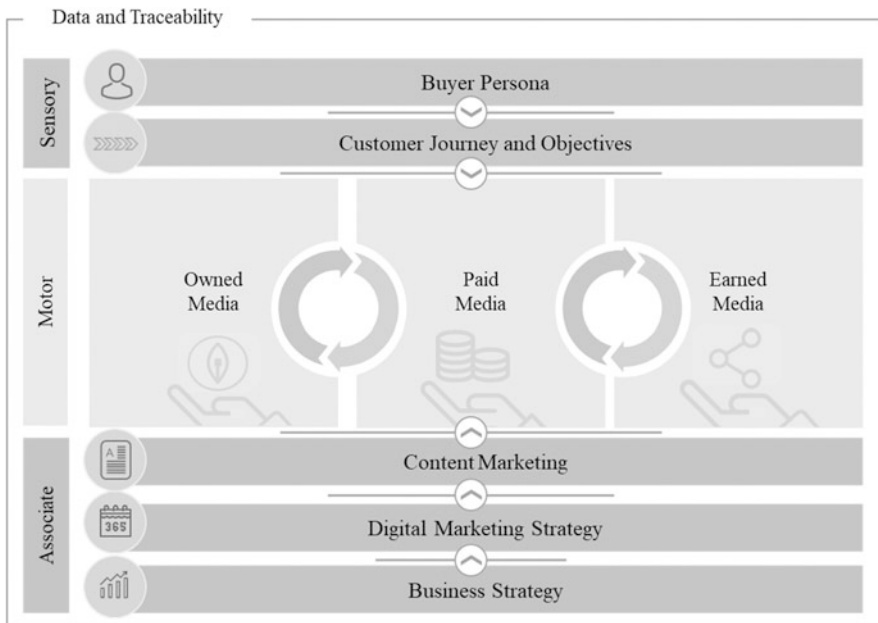 Data and Traceability
Sensory
Buyer Persona
Customer Journey and Objectives
Motor
Owned
Media
Paid
Media
Earned
Media
Associate
A
Content Marketing
365
Digital Marketing Strategy
Business Strategy